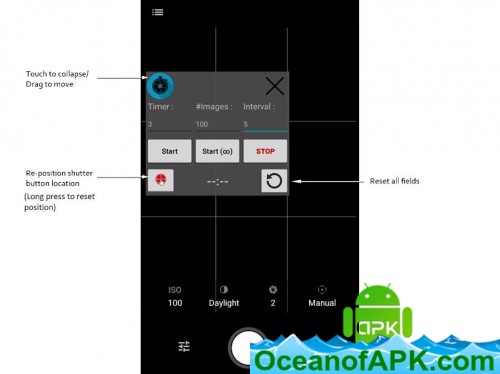 Touch to collapse/
Drag to move
Timer :
#Images :
Interval :
3
100
5
Start
Start (∞)
STOP
Re-position shutter
button location
(Long press to reset
position)
--:--
Reset all fields
ISO
100
Daylight
2
Manual
APK
OceanofAPK.com